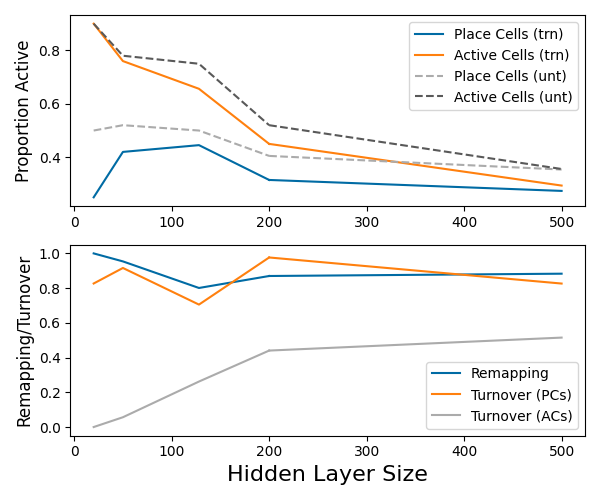 Proportion Active
0.8
0.6
0.4
Place Cells (trn)
Active Cells (trn)
Place Cells (unt)
Active Cells (unt)
0 100 200 300 400 500
Remapping/Turnover
1.0
0.8
0.6
0.4
0.2
0.0
Remapping
Turnover (PCs)
Turnover (ACs)
0 100 200 300 400 500
Hidden Layer Size